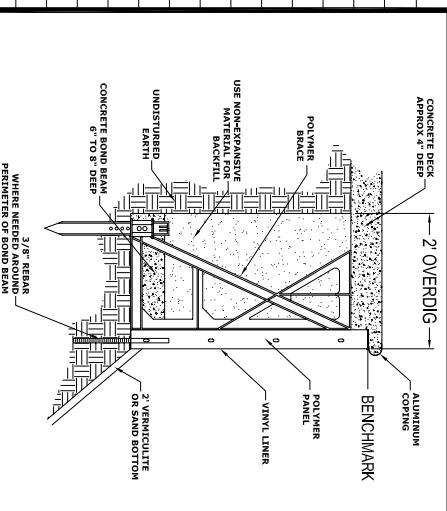 CONCRETE DECK
APPROX 4" DEEP
2' OVERDIG
ALUMINUM
COPING
BENCHMARK
POLYMER
BRACE
USE NON-EXPANSIVE
MATERIAL FOR
BACKFILL
UNDISTURBED
EARTH
CONCRETE BOND BEAM
6" TO 8" DEEP
POLYMER
PANEL
VINYL LINER
2' VERMICULITE
OR SAND BOTTOM
3/8" REBAR
WHERE NEEDED AROUND
PERIMETER OF BOND BEAM